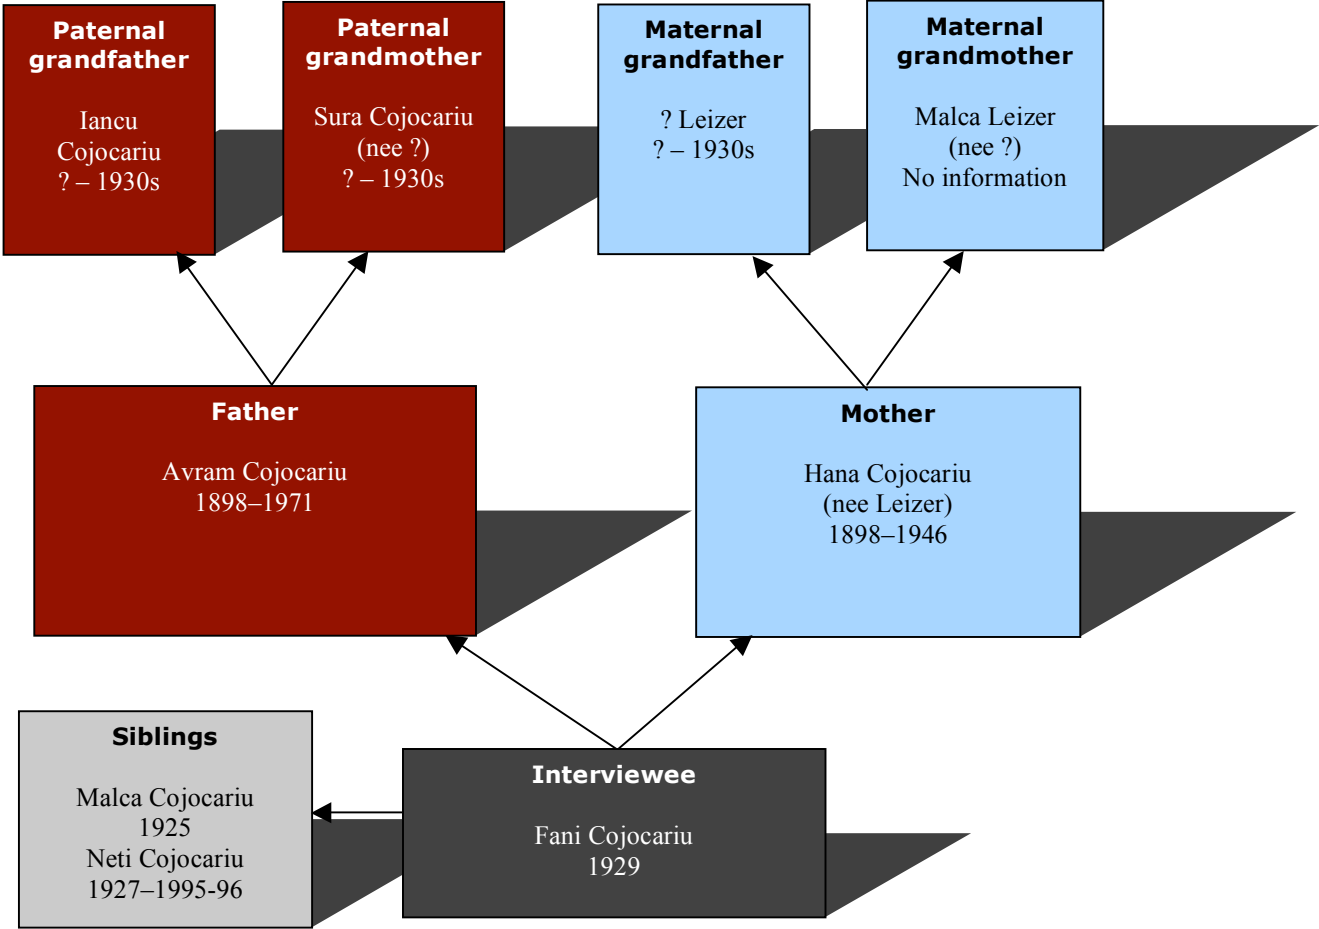 Paternal
grandfather
Iancu
Cojocariu
? – 1930s
Paternal
grandmother
Sura Cojocariu
(nee ?)
? – 1930s
Maternal
grandfather
? Leizer
? – 1930s
Maternal
grandmother
Malca Leizer
(nee ?)
No information
Father
Avram Cojocariu
1898–1971
Mother
Hana Cojocariu
(nee Leizer)
1898–1946
Siblings
Malca Cojocariu
1925
Neti Cojocariu
1927–1995-96
Interviewee
Fani Cojocariu
1929